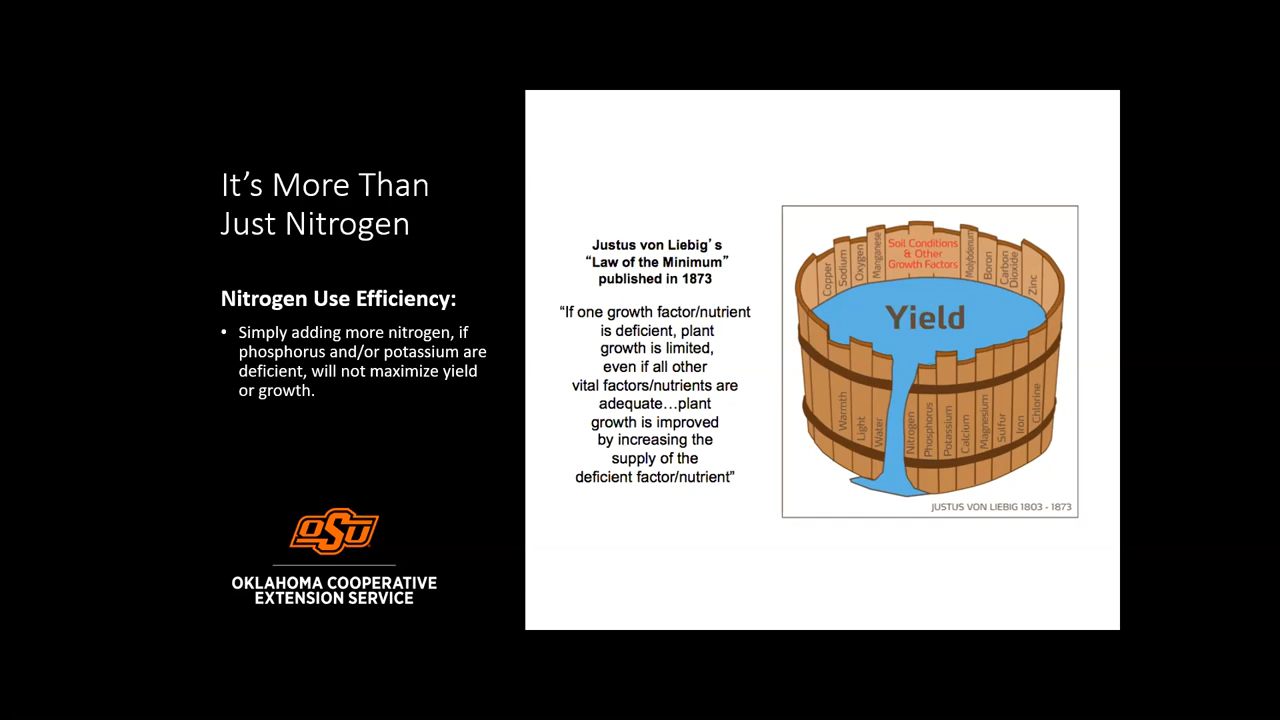 It's More Than
Just Nitrogen
Nitrogen Use Efficiency:
• Simply adding more nitrogen, if
phosphorus and/or potassium are
deficient, will not maximize yield
or growth.
OSU
OKLAHOMA COOPERATIVE
EXTENSION SERVICE
Justus von Liebig's
“Law of the Minimum”
published in 1873
“If one growth factor/nutrient
is deficient, plant
growth is limited,
even if all other
vital factors/nutrients are
adequate…plant
growth is improved
by increasing the
supply of the
deficient factor/nutrient”
Copper
Sodium
Oxygen
Manganese
Soil Conditions
& Other
Growth Factors
Molybdenum
Boron
Carbon
Dioxide
Zinc
Yield
Warmth
Light
Water
Nitrogen
Phosphorus
Potassium
Calcium
Magnesium
Sulfur
Iron
Chlorine
JUSTUS VON LIEBIG 1803 - 1873